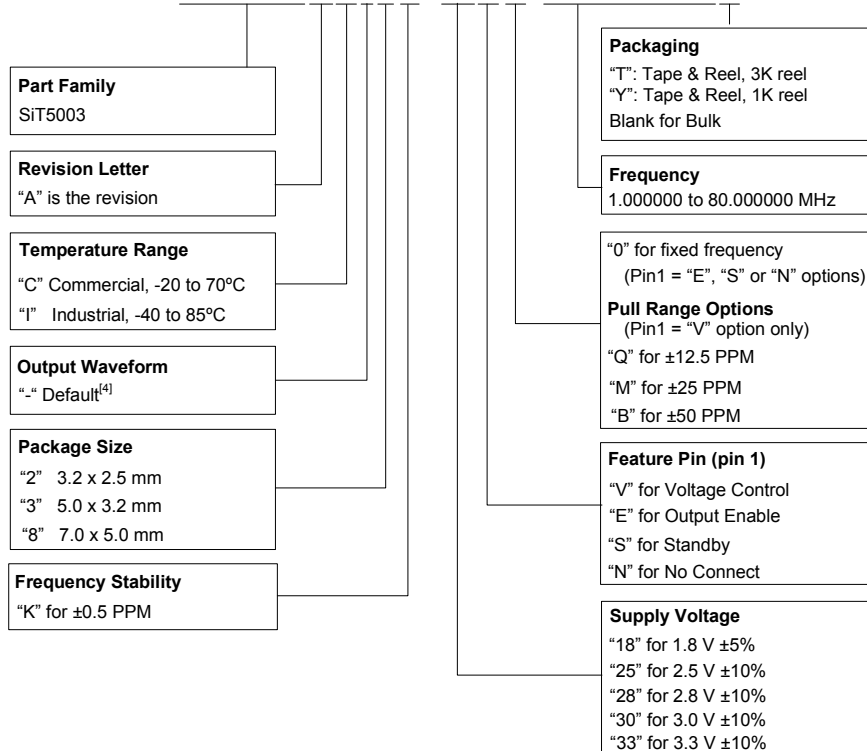 Part Family
SiT5003
Revision Letter
“A” is the revision
Temperature Range
“C” Commercial, -20 to 70ºC
“I” Industrial, -40 to 85ºC
Output Waveform
“-“ Default[4]
Package Size
“2” 3.2 x 2.5 mm
“3” 5.0 x 3.2 mm
“8” 7.0 x 5.0 mm
Frequency Stability
“K” for ±0.5 PPM
Packaging
“T”: Tape & Reel, 3K reel
“Y”: Tape & Reel, 1K reel
Blank for Bulk
Frequency
1.000000 to 80.000000 MHz
“0” for fixed frequency
(Pin1 = “E”, “S” or “N” options)
Pull Range Options
(Pin1 = “V” option only)
“Q” for ±12.5 PPM
“M” for ±25 PPM
“B” for ±50 PPM
Feature Pin (pin 1)
“V” for Voltage Control
“E” for Output Enable
“S” for Standby
“N” for No Connect
Supply Voltage
“18” for 1.8 V ±5%
“25” for 2.5 V ±10%
“28” for 2.8 V ±10%
“30” for 3.0 V ±10%
“33” for 3.3 V ±10%